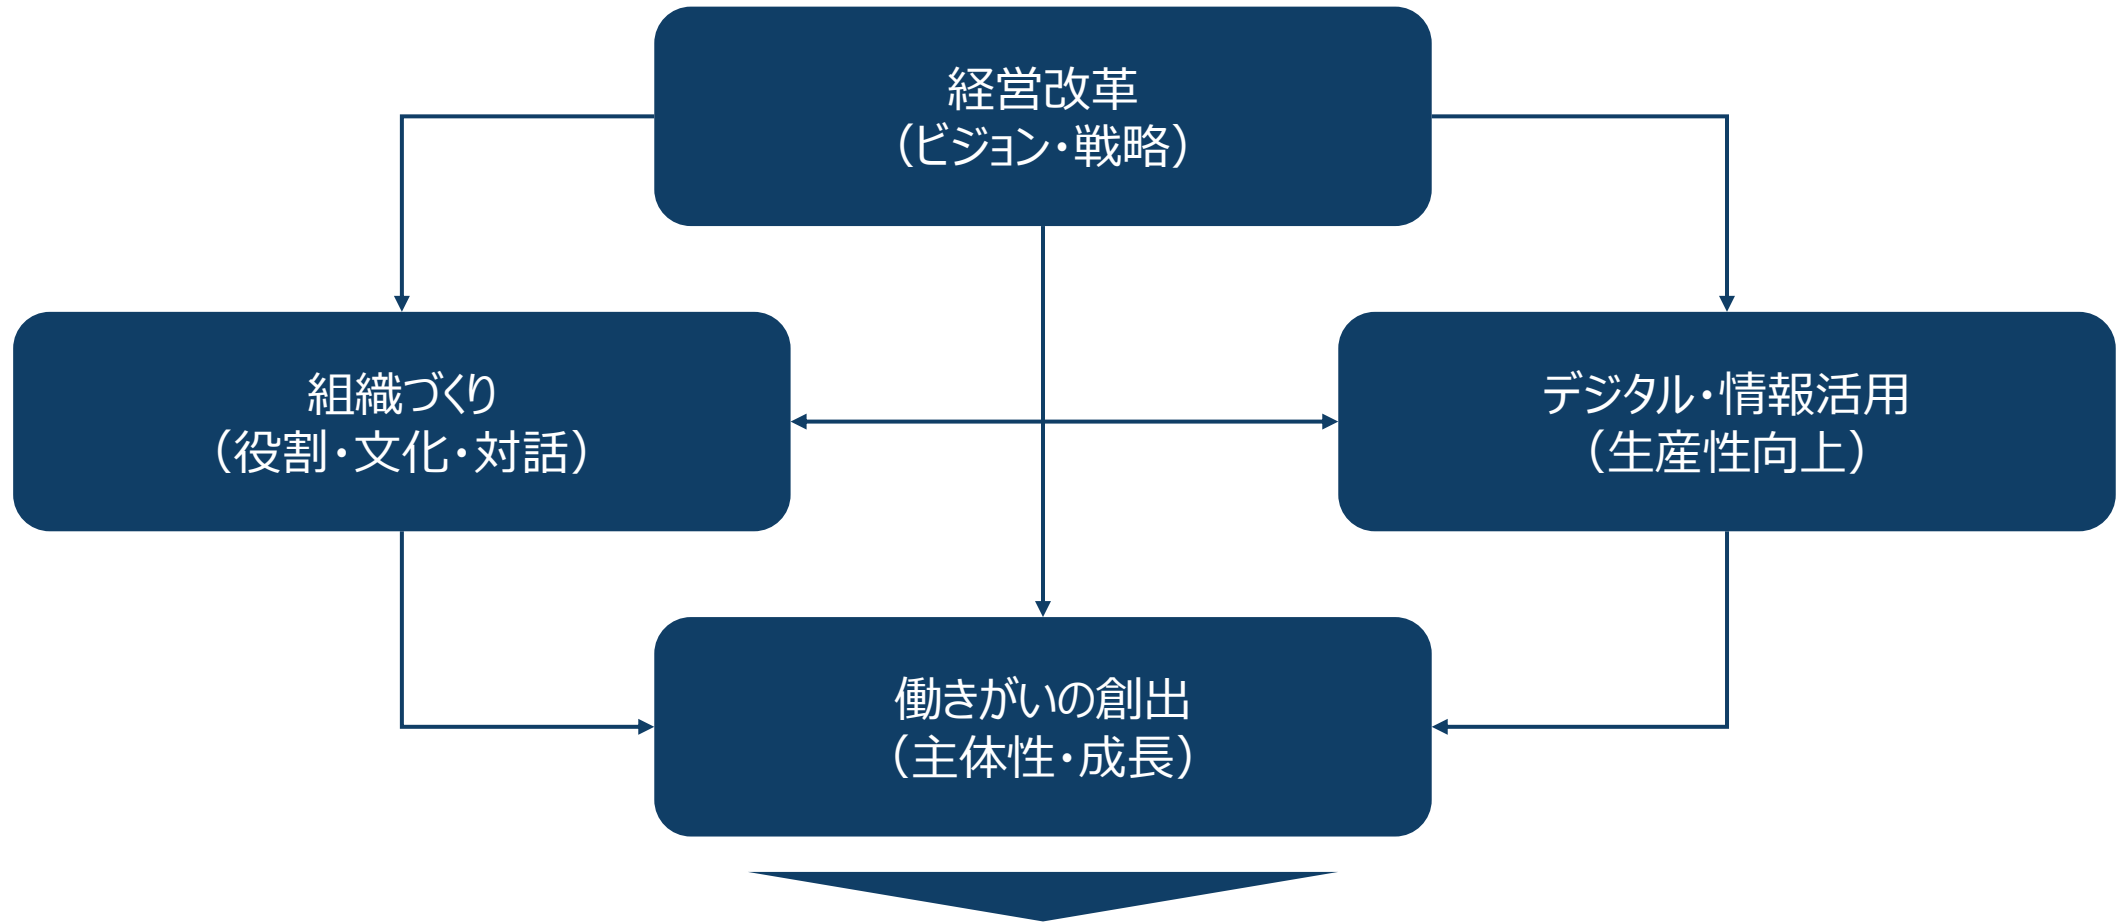 経営改革
（ビジョン・戦略）
組織づくり
（役割・文化・対話）
デジタル・情報活用
（生産性向上）
働きがいの創出
（主体性・成長）